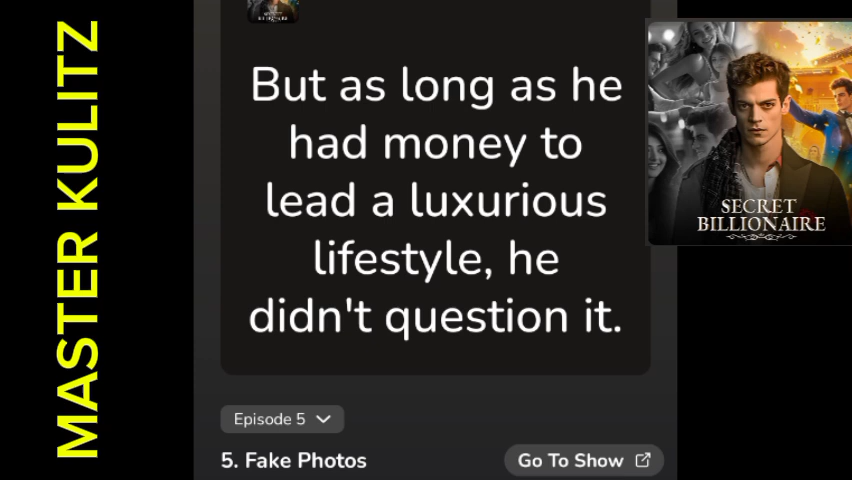 MASTER KULITZ
But as long as he
had money to
lead a luxurious
lifestyle, he
didn't question it.
SECRET
BILLIONAIRE
Episode 5
5. Fake Photos
Go To Show